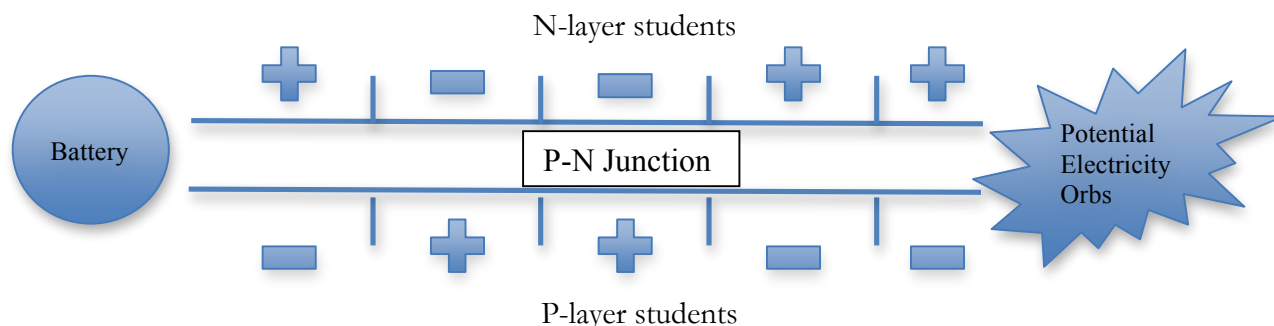 N-layer students
Battery
P-N Junction
Potential
Electricity
Orbs
P-layer students